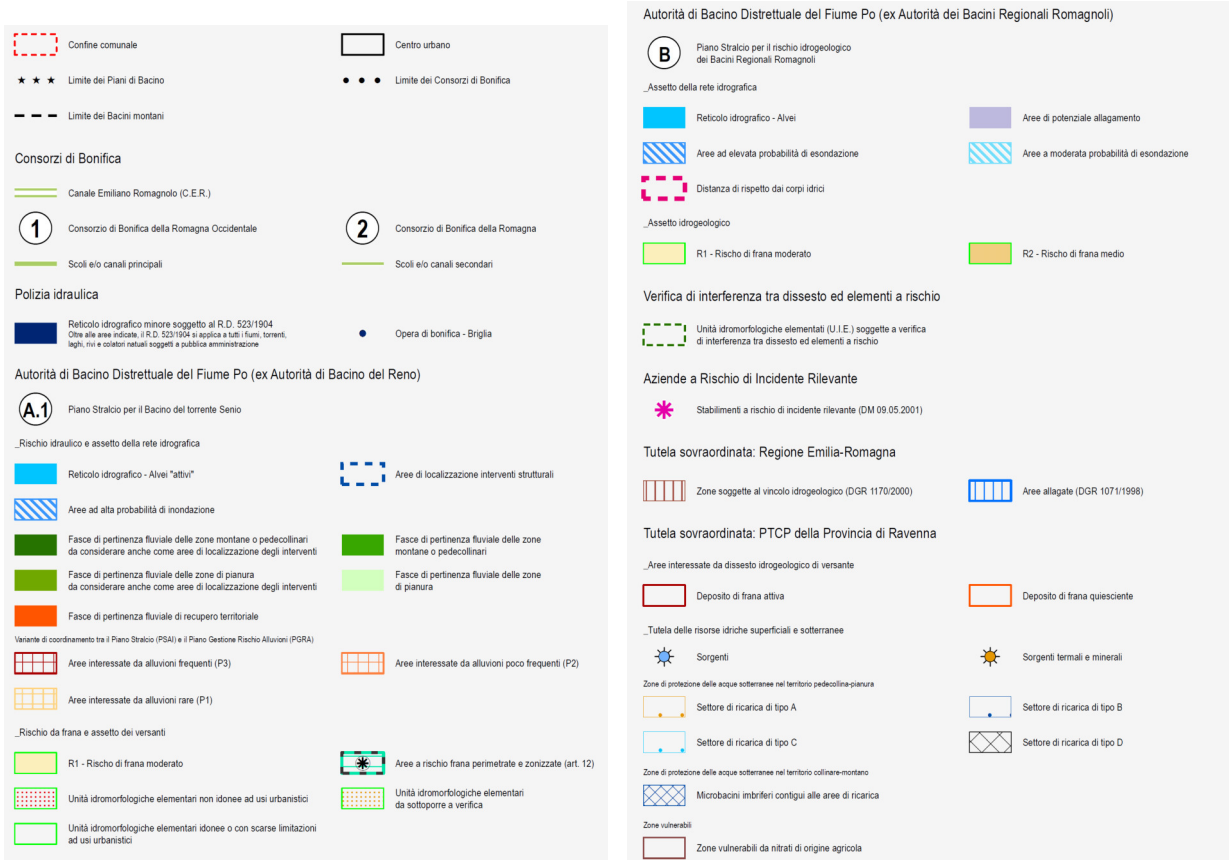 Confine comunale
Centro urbano
Limite dei Piani di Bacino
Limite dei Consorzi di Bonifica
Limite dei Bacini montani
Consorzi di Bonifica
Canale Emiliano Romagnolo (C.E.R.)
1
Consorzio di Bonifica della Romagna Occidentale
2
Consorzio di Bonifica della Romagna
Scoli e/o canali principali
Scoli e/o canali secondari
Polizia idraulica
Reticolo idrografico minore soggetto al R.D. 523/1904
Oltre alle aree indicate, il R.D. 523/1904 si applica a tutti i fiumi, torrenti,
laghi, rivi e colatori natuali soggetti a pubblica amministrazione
Opera di bonifica - Briglia
Autorità di Bacino Distrettuale del Fiume Po (ex Autorità di Bacino del Reno)
A.1
Piano Stralcio per il Bacino del torrente Senio
_Rischio idraulico e assetto della rete idrografica
Reticolo idrografico - Alvei "attivi"
Aree di localizzazione interventi strutturali
Aree ad alta probabilità di inondazione
Fasce di pertinenza fluviale delle zone montane o pedecollinari
da considerare anche come aree di localizzazione degli interventi
Fasce di pertinenza fluviale delle zone
montane o pedecollinari
Fasce di pertinenza fluviale delle zone di pianura
da considerare anche come aree di localizzazione degli interventi
Fasce di pertinenza fluviale delle zone
di pianura
Fasce di pertinenza fluviale di recupero territoriale
Variante di coordinamento tra il Piano Stralcio (PSAI) e il Piano Gestione Rischio Alluvioni (PGRA)
Aree interessate da alluvioni frequenti (P3)
Aree interessate da alluvioni poco frequenti (P2)
Aree interessate da alluvioni rare (P1)
_Rischio da frana e assetto dei versanti
R1 - Rischo di frana moderato
Aree a rischio frana perimetrate e zonizzate (art. 12)
Unità idromorfologiche elementari non idonee ad usi urbanistici
Unità idromorfologiche elementari
da sottoporre a verifica
Unità idromorfologiche elementari idonee o con scarse limitazioni
ad usi urbanistici
Autorità di Bacino Distrettuale del Fiume Po (ex Autorità dei Bacini Regionali Romagnoli)
B
Piano Stralcio per il rischio idrogeologico
dei Bacini Regionali Romagnoli
_Assetto della rete idrografica
Reticolo idrografico - Alvei
Aree di potenziale allagamento
Aree ad elevata probabilità di esondazione
Aree a moderata probabilità di esondazione
Distanza di rispetto dai corpi idrici
_Assetto idrogeologico
R1 - Rischo di frana moderato
R2 - Rischo di frana medio
Verifica di interferenza tra dissesto ed elementi a rischio
Unità idromorfologiche elementati (U.I.E.) soggette a verifica
di interferenza tra dissesto ed elementi a rischio
Aziende a Rischio di Incidente Rilevante
Stabilimenti a rischio di incidente rilevante (DM 09.05.2001)
Tutela sovraordinata: Regione Emilia-Romagna
Zone soggette al vincolo idrogeologico (DGR 1170/2000)
Aree allagate (DGR 1071/1998)
Tutela sovraordinata: PTCP della Provincia di Ravenna
_Aree interessate da dissesto idrogeologico di versante
Deposito di frana attiva
Deposito di frana quiesciente
_Tutela delle risorse idriche superficiali e sotterranee
Sorgenti
Sorgenti termali e minerali
Zone di protezione delle acque sotterranee nel territorio pedecollina-pianura
Settore di ricarica di tipo A
Settore di ricarica di tipo B
Settore di ricarica di tipo C
Settore di ricarica di tipo D
Zone di protezione delle acque sotterranee nel territorio collinare-montano
Microbacini imbriferi contigui alle aree di ricarica
Zone vulnerabili
Zone vulnerabili da nitrati di origine agricola